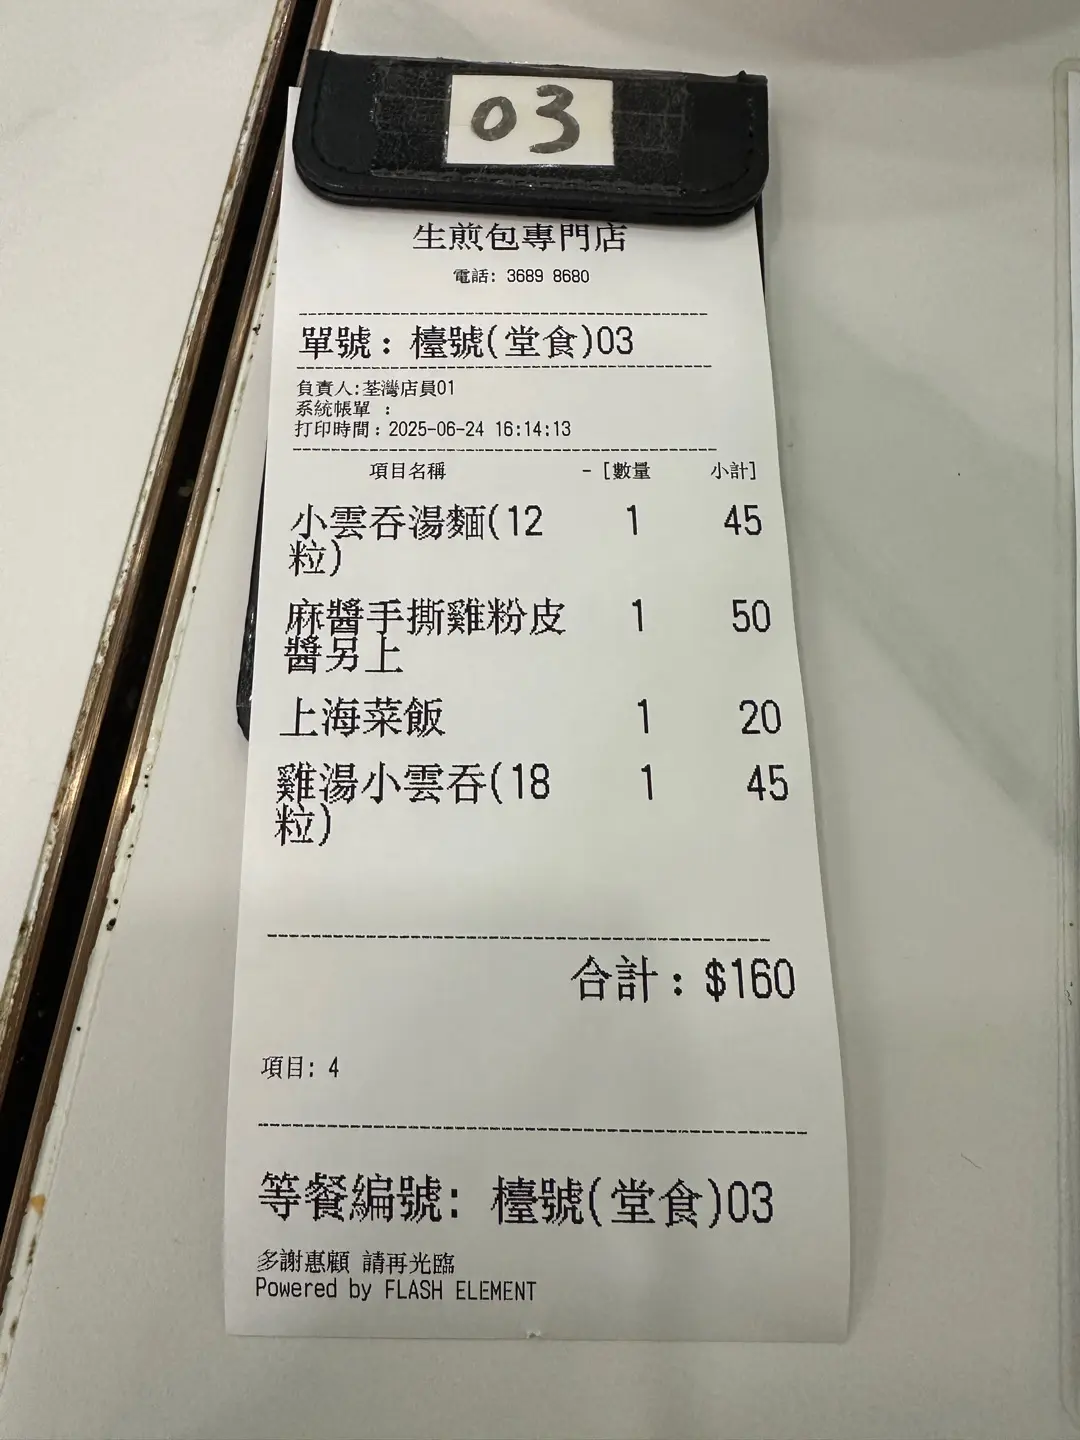 03
生煎包專門店
電話: 3689 8680
單號: 檯號(堂食)03
負責人:荃灣店員01
系統帳單 :
打印時間: 2025-06-24 16:14:13
項目名稱 - [數量 小計]
小雲吞湯麵(12 1 45
粒)
麻醬手撕雞粉皮 1 50
醬另上
上海菜飯 1 20
雞湯小雲吞(18 1 45
粒)
合計: $160
項目: 4
等餐編號: 檯號(堂食)03
多謝惠顧 請再光臨
Powered by FLASH ELEMENT